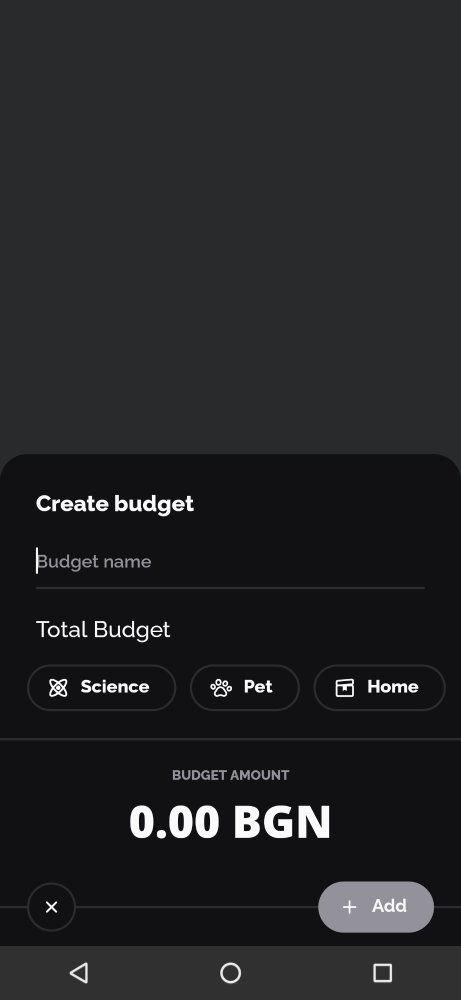 Create budget
Budget name
Total Budget
Science
Pet
Home
BUDGET AMOUNT
0.00 BGN
Add